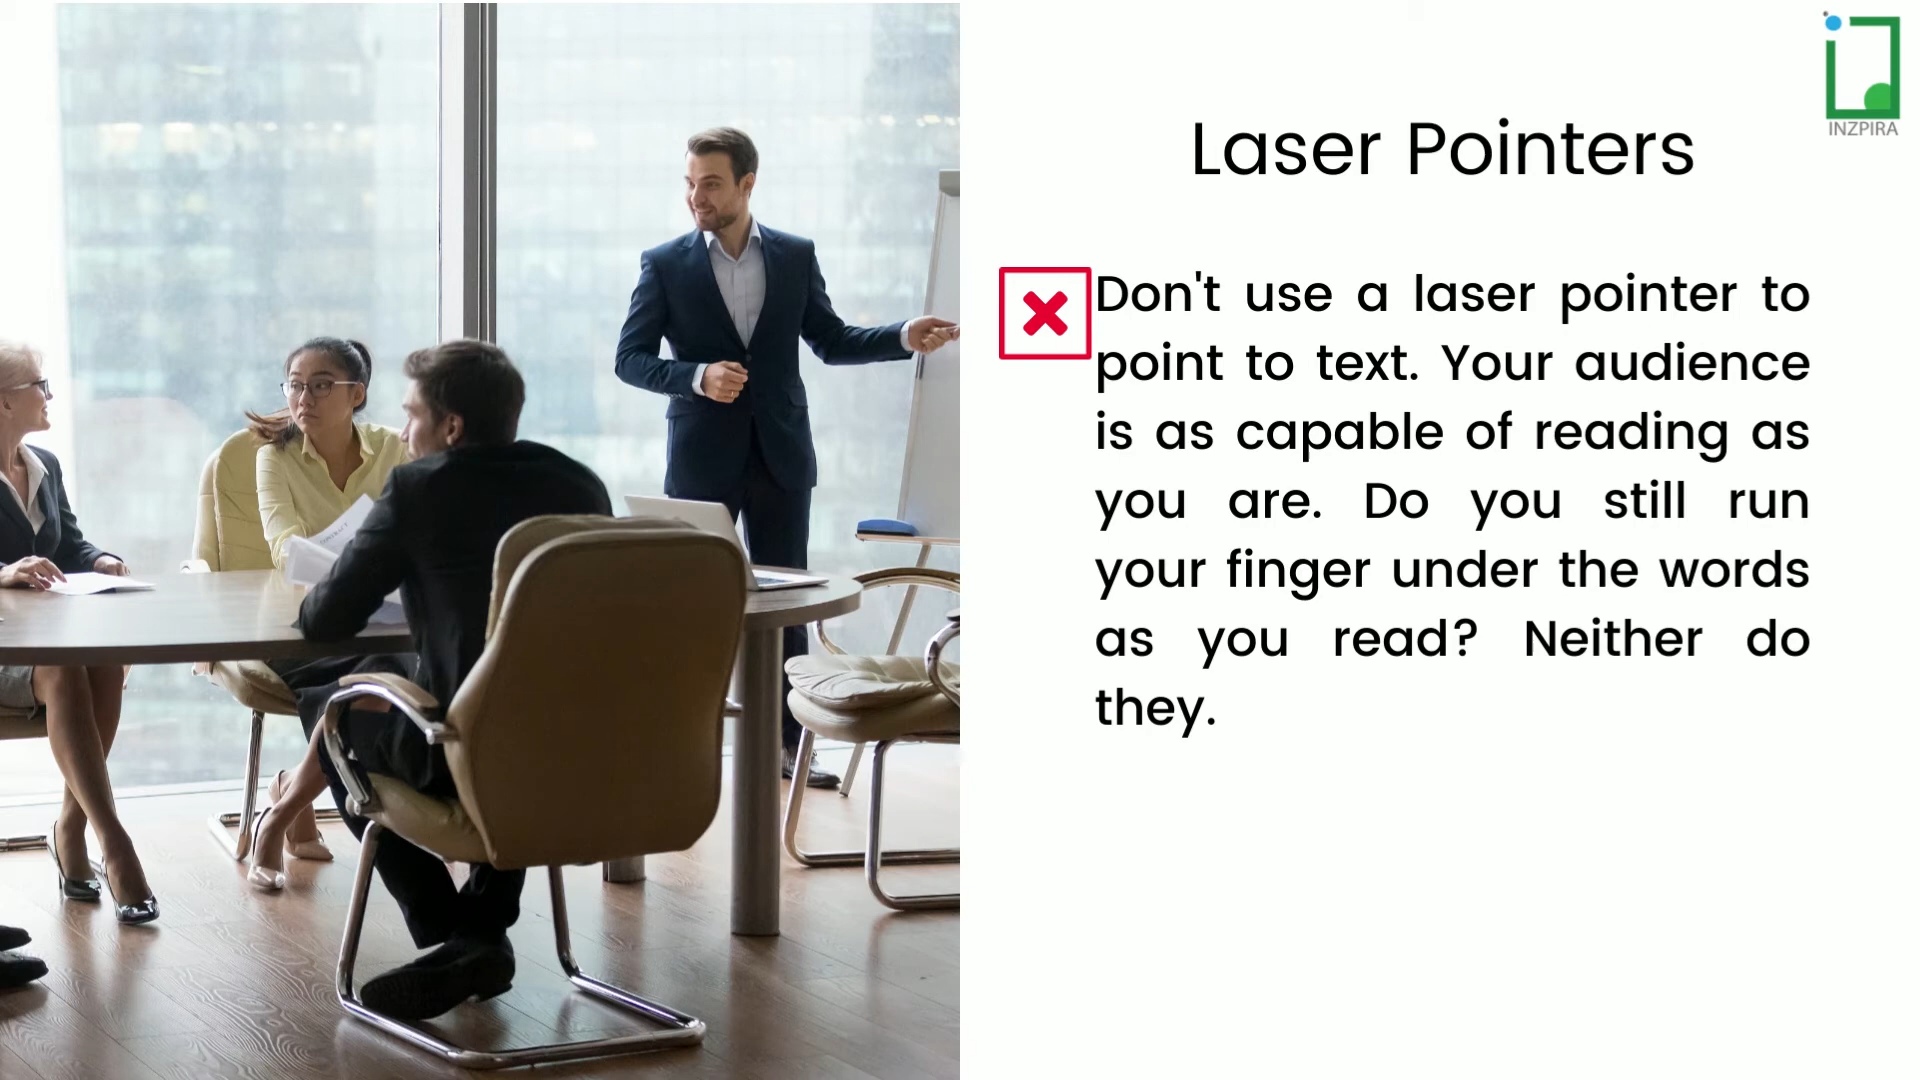 Laser Pointers
Don't use a laser pointer to
point to text. Your audience
is as capable of reading as
you are. Do you still run
your finger under the words
as you read? Neither do
they.
INZPIRA
CONTRACT